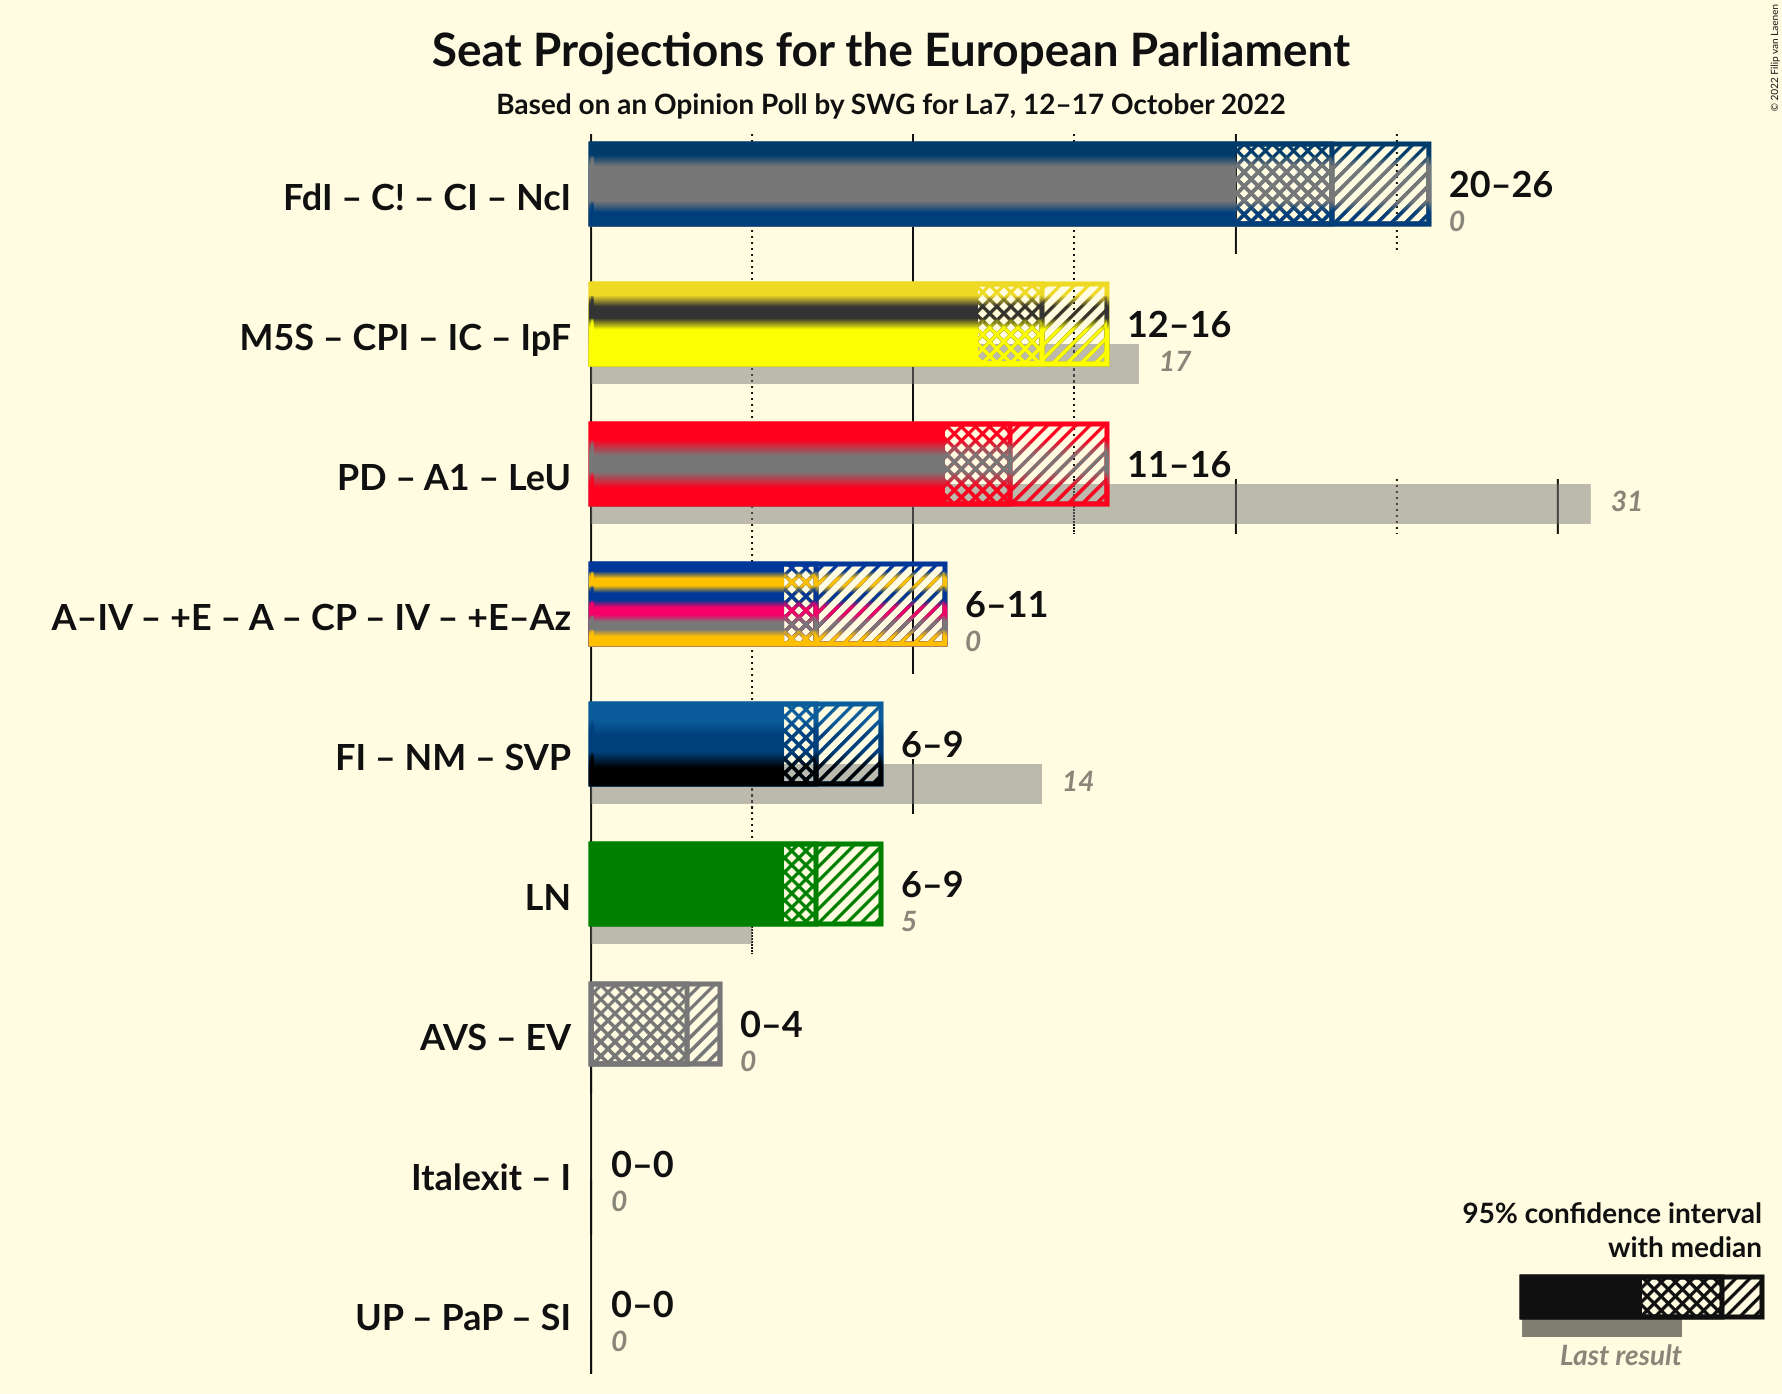 Seat Projections for the European Parliament
Based on an Opinion Poll by SWG for La7, 12–17 October 2022
© 2022 Filip van Laenen
FdI – C! – CI – NcI
20–26
0
M5S – CPI – IC – IpF
12–16
17
PD – A1 – LeU
11–16
31
A–IV – +E – A – CP – IV – +E–Az
6–11
0
FI – NM – SVP
6–9
14
LN
6–9
5
AVS – EV
0–4
0
Italexit – I
0–0
0
UP – PaP – SI
0–0
0
95% confidence interval
with median
Last result